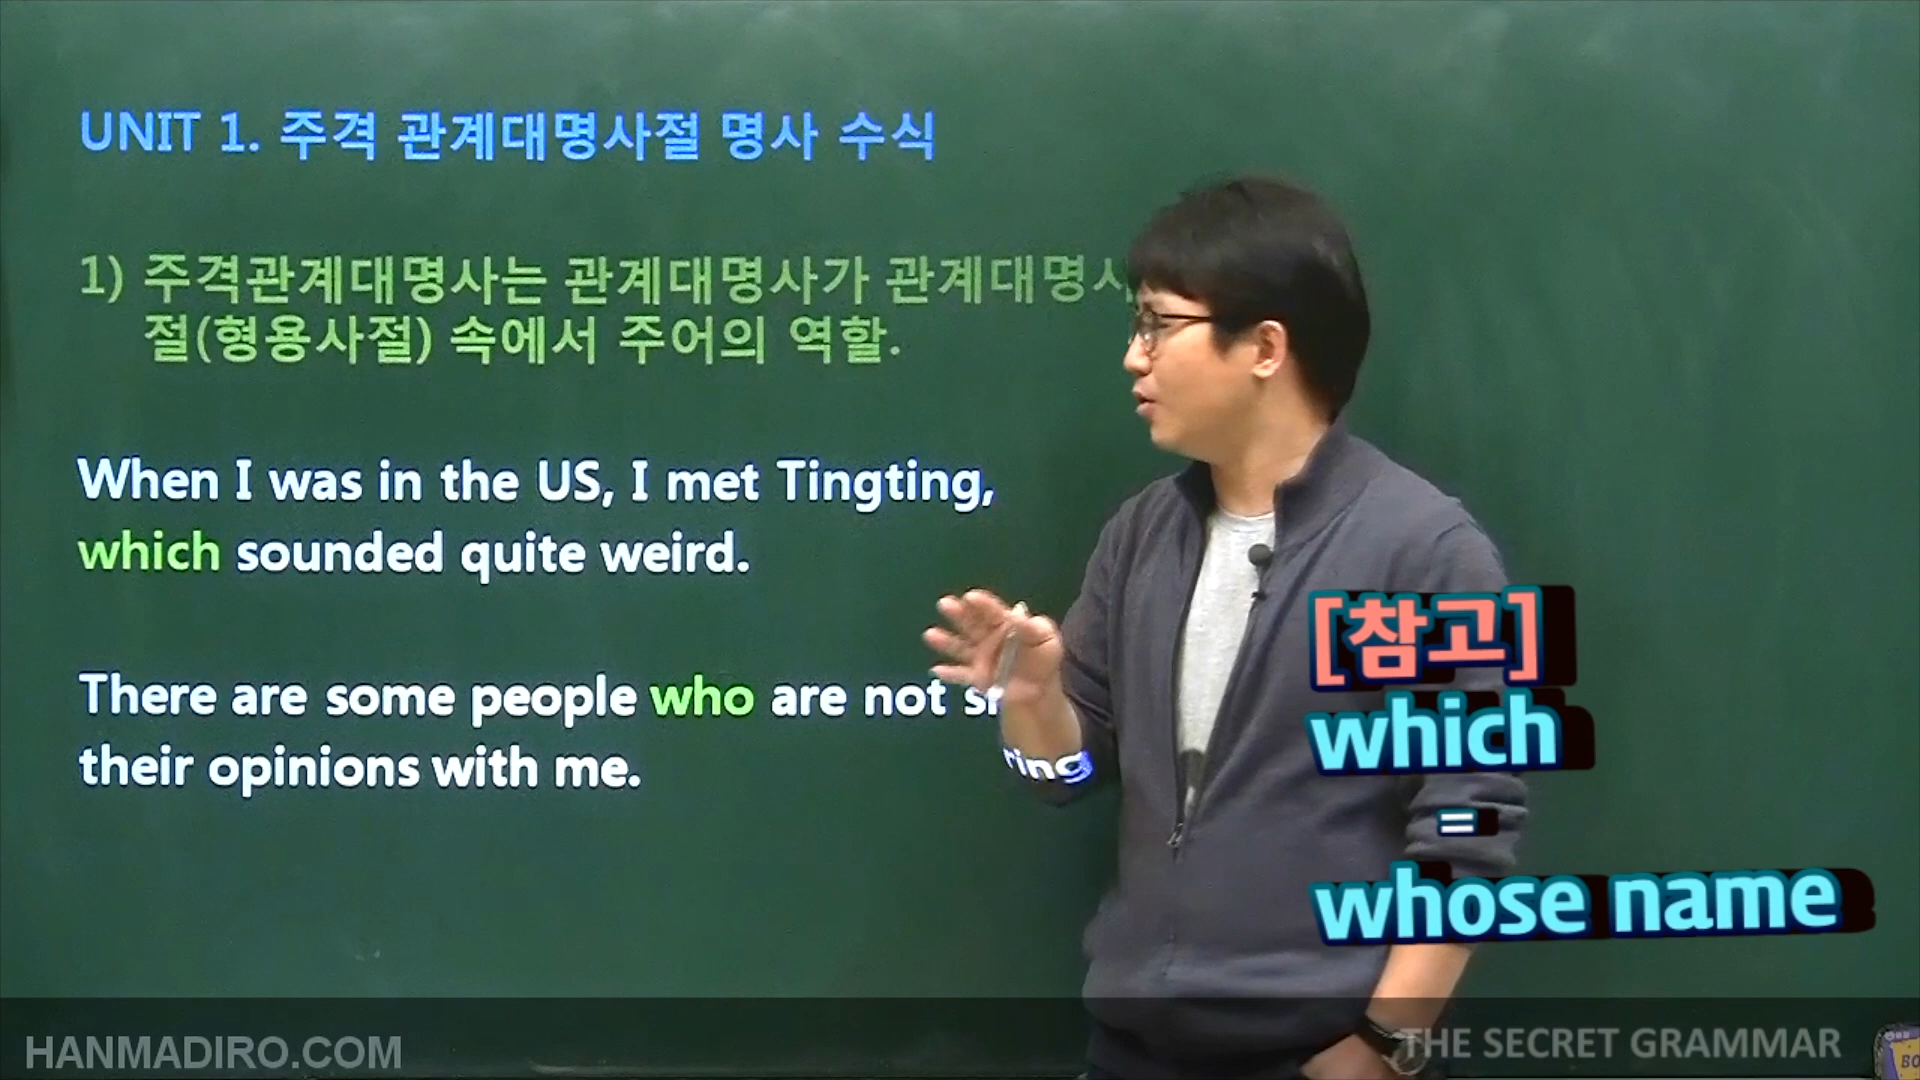 UNIT 1. 주격 관계대명사절 명사 수식
1) 주격관계대명사는 관계대명사가 관계대명사
절(형용사절) 속에서 주어의 역할.
When I was in the US, I met Tingting,
which sounded quite weird.
There are some people who are not
their opinions with me.
[참고]
which
=
whose name
HANMADIRO.COM
THE SECRET GRAMMAR